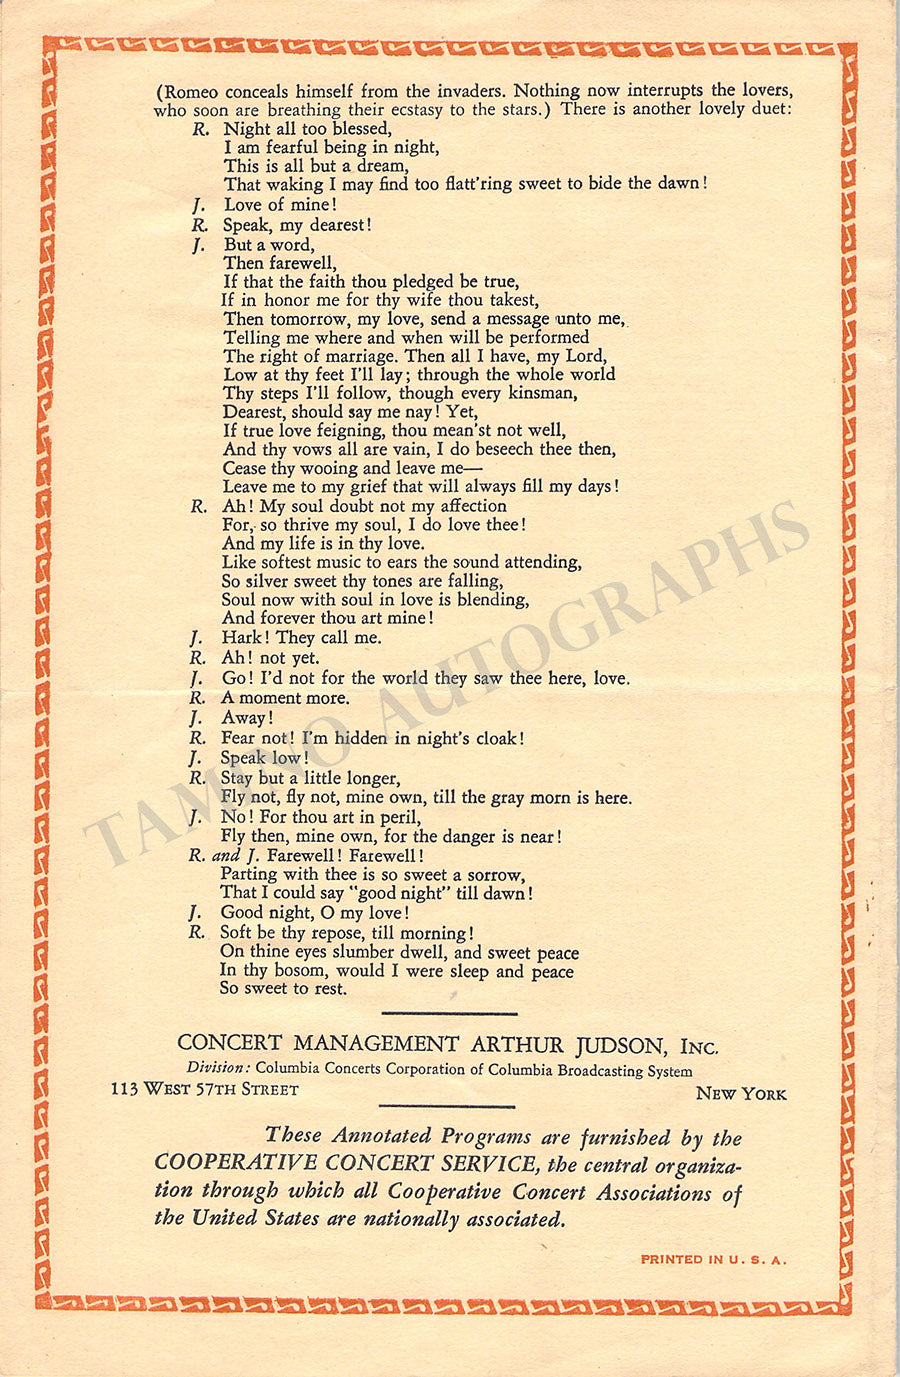 (Romeo conceals himself from the invaders. Nothing now interrupts the lovers,
who soon are breathing their ecstasy to the stars.) There is another lovely duet:
R. Night all too blessed,
I am fearful being in night,
This is all but a dream,
That waking I may find too flatt'ring sweet to bide the dawn!
J. Love of mine!
R. Speak, my dearest!
J. But a word,
Then farewell,
If that the faith thou pledged be true,
If in honor me for thy wife thou takest,
Then tomorrow, my love, send a message unto me,
Telling me where and when will be performed
The right of marriage. Then all I have, my Lord,
Low at thy feet I'll lay; through the whole world
Thy steps I'll follow, though every kinsman,
Dearest, should say me nay! Yet,
If true love feigning, thou mean'st not well,
And thy vows all are vain, I do beseech thee then,
Cease thy wooing and leave me—
Leave me to my grief that will always fill my days!
R. Ah! My soul doubt not my affection
For, so thrive my soul, I do love thee!
And my life is in thy love.
Like softest music to ears the sound attending,
So silver sweet thy tones are falling,
Soul now with soul in love is blending,
And forever thou art mine!
J. Hark! They call me.
R. Ah! not yet.
J. Go! I'd not for the world they saw thee here, love.
R. A moment more.
J. Away!
R. Fear not! I'm hidden in night's cloak!
J. Speak low!
R. Stay but a little longer,
Fly not, fly not, mine own, till the gray morn is here.
J. No! For thou art in peril,
Fly then, mine own, for the danger is near!
R. and J. Farewell! Farewell!
Parting with thee is so sweet a sorrow,
That I could say "good night" till dawn!
J. Good night, O my love!
R. Soft be thy repose, till morning!
On thine eyes slumber dwell, and sweet peace
In thy bosom, would I were sleep and peace
So sweet to rest.
CONCERT MANAGEMENT ARTHUR JUDSON, INC.
Division: Columbia Concerts Corporation of Columbia Broadcasting System
113 WEST 57TH STREET NEW YORK
These Annotated Programs are furnished by the
COOPERATIVE CONCERT SERVICE, the central organiza-
tion through which all Cooperative Concert Associations of
the United States are nationally associated.
PRINTED IN U. S. A.
TAMINO AUTOGRAPHS